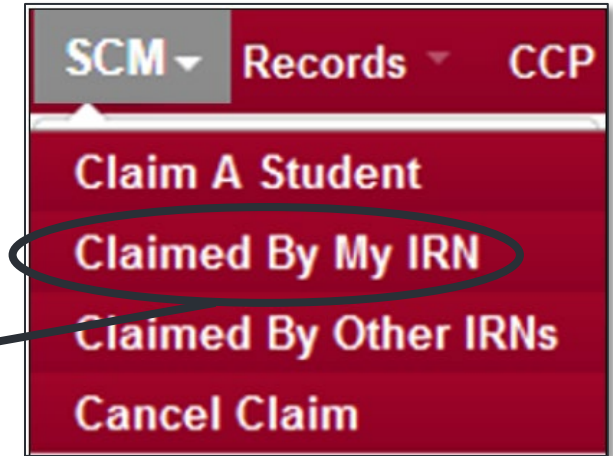 SCM Records CCP
Claim A Student
Claimed By My IRN
Claimed By Other IRNs
Cancel Claim